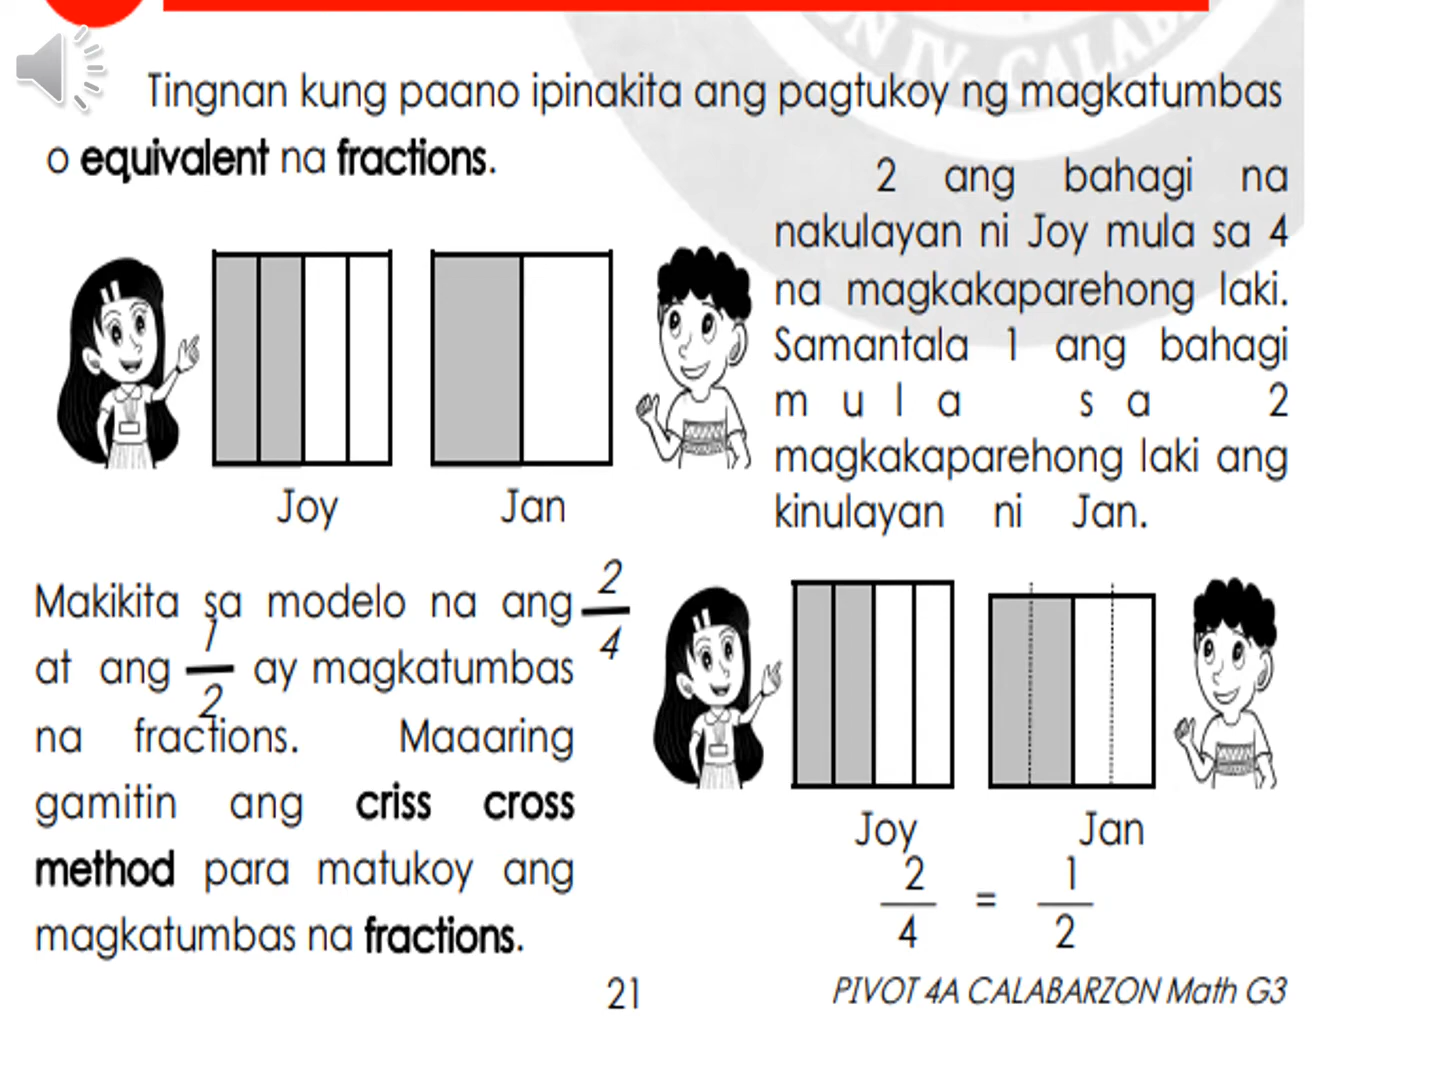 ON IV- CALABA
Tingnan kung paano ipinakita ang pagtukoy ng magkatumbas
o equivalent na fractions.
2 ang bahagi na
nakulayan ni Joy mula sa 4
na magkakaparehong laki.
Samantala 1 ang bahagi
mula sa 2
magkakaparehong laki ang
kinulayan ni Jan.
Joy Jan
Makikita sa modelo na ang 2/4
at ang 1/2 ay magkatumbas
na fractions. Maaaring
gamitin ang criss cross
method para matukoy ang
magkatumbas na fractions.
Joy Jan
2/4 = 1/2
21 PIVOT 4A CALABARZON Math G3